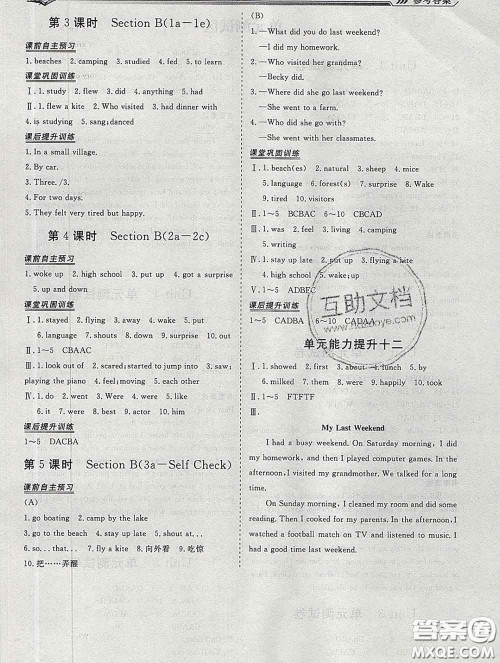 参考答案
第3课时 Section B(1a—1e)
课前自主预习
1. beaches 2. camping 3. studied 4. fed 5. learn
课堂巩固训练
Ⅰ. 1. study 2. flew 3. did 4. anything 5. had
Ⅱ. 1. flew a kite 2. Who visited 3. had dinner with
4. is studying 5. sang;danced
课后提升训练
1. In a small village.
2. By car.
3. Three./3.
4. For two days.
5. They felt very tired but happy.
第4课时 Section B(2a—2c)
课前自主预习
1. woke up 2. high school 3. put up 4. got a surprise
5. up and down
课堂巩固训练
Ⅰ. 1. stayed 2. flying 3. away 4. wake 5. put
6. language 7. shouting
Ⅱ. 1~5 CBAAC
Ⅲ. 1. feet;about 2. of;scared;started;to;jump into 3. saw;
playing the piano 4. feel;moving 5. with;each;other
Ⅳ. 1. it 2. out 3. away 4. when 5. were 6. kitchen
7. see 8. was 9. best 10. actor
课后提升训练
1~5 DACBA
第5课时 Section B(3a—Self Check)
课前自主预习
(A)
1. go boating 2. camp by the lake
3. go to the beach 4. stay up 5. shout at...
6. so... that... 7. fly a kite 8. 向外看 9. 吃惊
10. 把……弄醒
(B)
1. —What did you do last weekend?
—I did my homework.
2. —Who visited her grandma?
—Becky did.
3. —Where did she go last weekend?
—She went to a farm.
4. —Who did she go with?
—She went with her classmates.
课堂巩固训练
Ⅰ. 1. beach(es) 2. natural 3. sheep 4. mice
5. language 6. forest(s) 7. surprise 8. Wake
9. tired 10. visitors
Ⅱ. 1~5 BCBAC 6~10 CBCAD
Ⅲ. 1. about 2. living 3. camping 4. downing
5. writing
Ⅳ. 1. stay up late 2. put up 3. flying a kite
4. high school 5. wake;up
Ⅴ. 1~5 ADBFC
课后提升训练
1~5 CADBA 6~10 CADAA
单元能力提升十二
Ⅰ. 1. shouted 2. first 3. about 4. lunch 5. by
6. milked 7. them 8. were 9. happily 10. food
Ⅱ. 1~5 FTFTF
Ⅲ.
My Last Weekend
I had a busy weekend. On Saturday morning, I
did my homework, and then I played computer games. In the
afternoon, I visited my grandmother. We talked for a long
time.
On Sunday morning, I cleaned my room and did some
reading. Then I cooked for my parents. In the afternoon, I
watched a football match on TV and listened to music. I
had a good time last weekend.
互助文档
答案圈
MXQE.COM